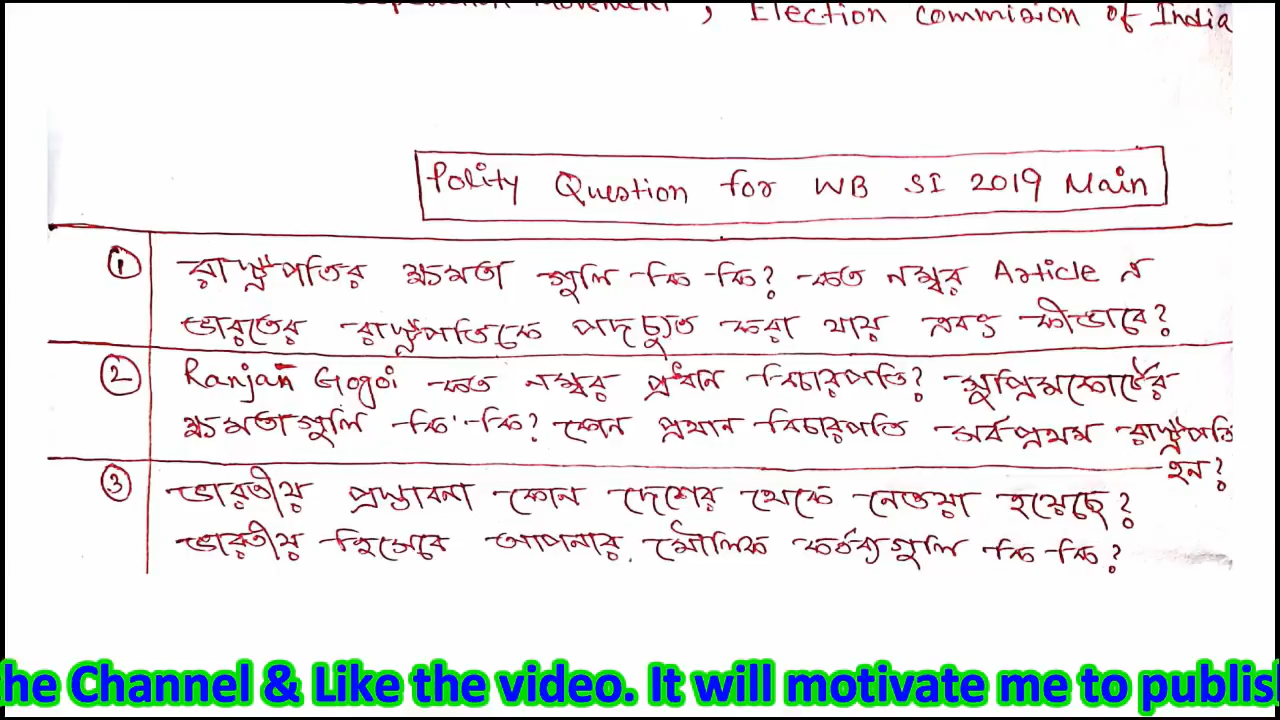 Movement, Election commision of India
Polity Question for WB SI 2019 Main
① রাষ্ট্রপতির ক্ষমতা গুলি কি কি? কত নম্বর Article এ
ভারতের রাষ্ট্রপতিকে পদচ্যুত করা যায় এবং কীভাবে?
② Ranjan Gogoi কত নম্বর প্রধান বিচারপতি? সুপ্রিমকোর্টের
ক্ষমতাগুলি কি কি? কোন প্রধান বিচারপতি সর্বপ্রথম রাষ্ট্রপতি
হন?
③ ভারতীয় প্রস্তাবনা কোন দেশের থেকে নেওয়া হয়েছে?
ভারতীয় হিসেবে আপনার মৌলিক কর্তব্যগুলি কি কি?
he Channel & Like the video. It will motivate me to publis